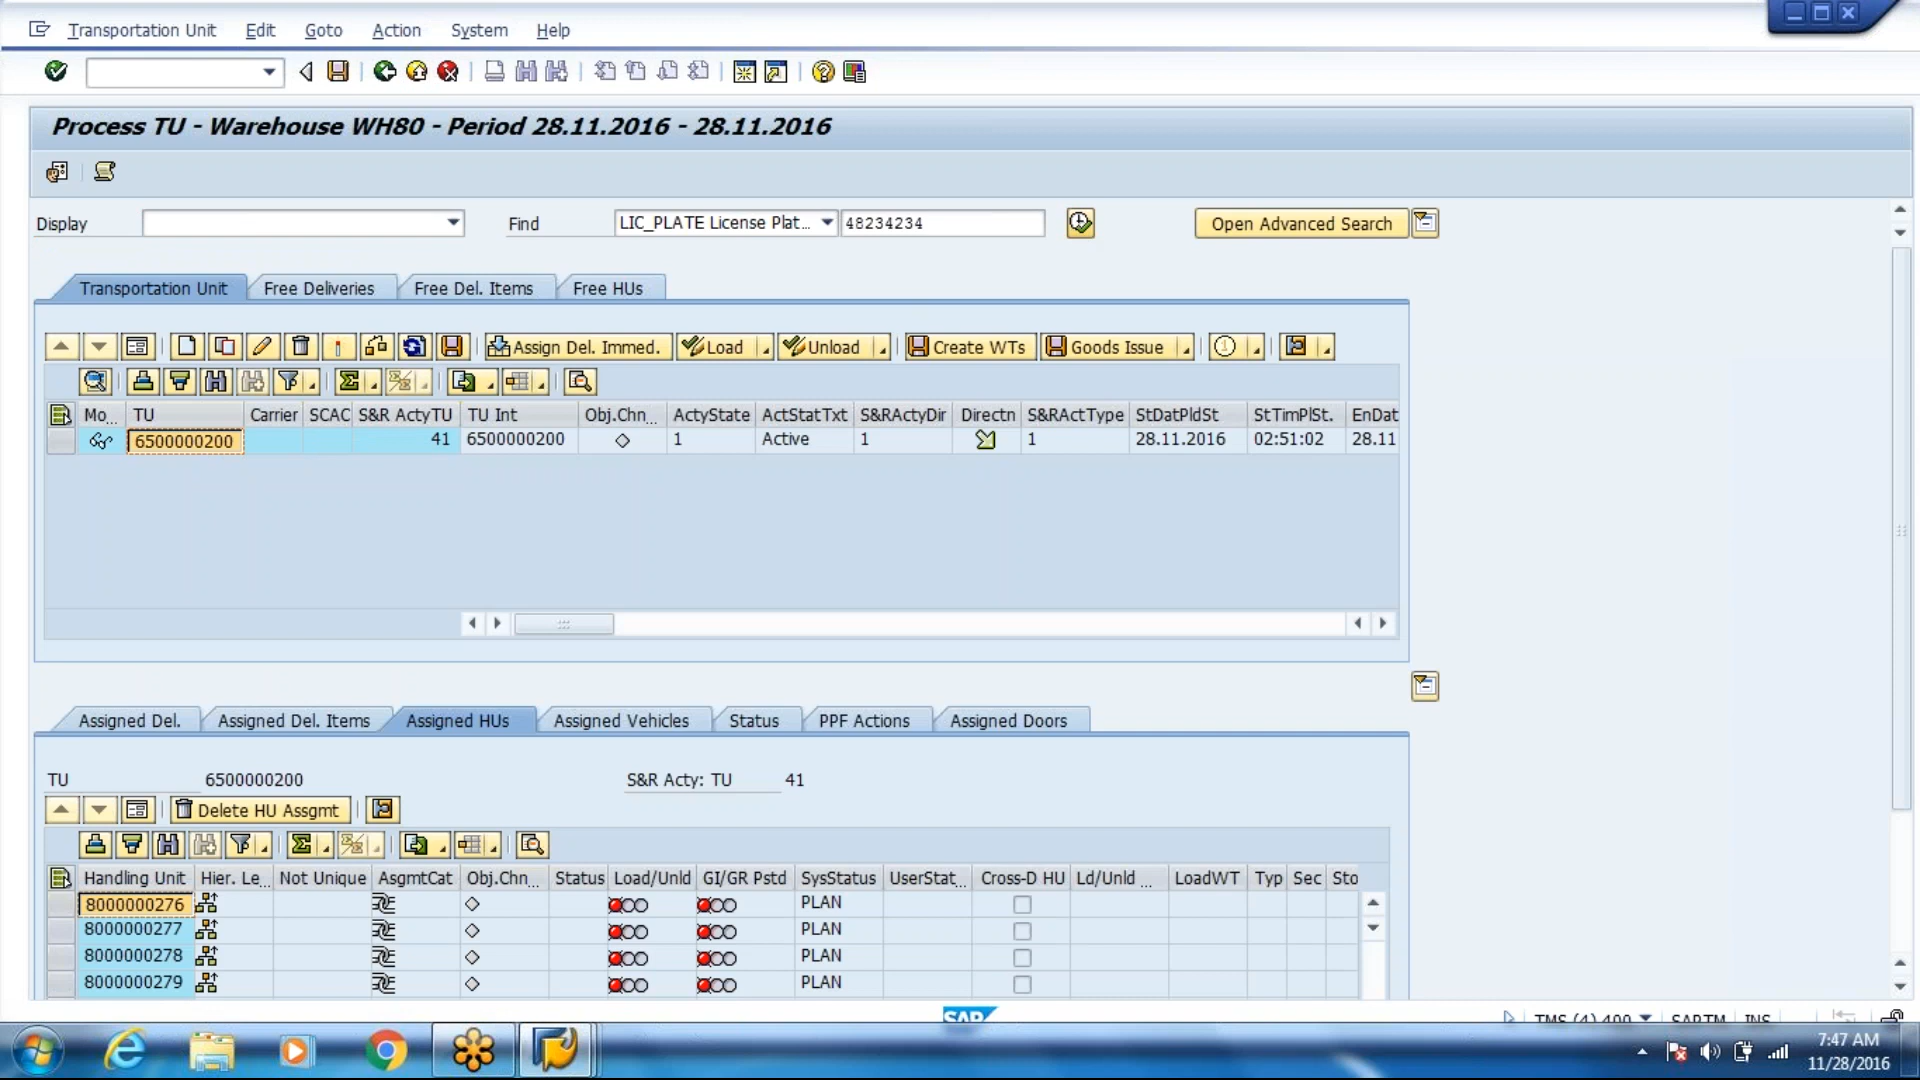 Transportation Unit Edit Goto Action System Help
Process TU - Warehouse WH80 - Period 28.11.2016 - 28.11.2016
Display Find LIC_PLATE License Plat... 48234234 Open Advanced Search
Transportation Unit Free Deliveries Free Del. Items Free HUs
Assign Del. Immed. Load Unload Create WTs Goods Issue
Mo... TU Carrier SCAC S&R ActyTU TU Int Obj.Chn... ActyState ActStatTxt S&RActyDir Directn S&RActType StDatPldSt StTimPlSt. EnDat
6500000200 41 6500000200 1 Active 1 1 28.11.2016 02:51:02 28.11
Assigned Del. Assigned Del. Items Assigned HUs Assigned Vehicles Status PPF Actions Assigned Doors
TU 6500000200 S&R Acty: TU 41
Delete HU Assgmt
Handling Unit Hier. Le... Not Unique AsgmtCat Obj.Chn... Status Load/Unld GI/GR Pstd SysStatus UserStat... Cross-D HU Ld/Unld ... LoadWT Typ Sec Sto
8000000276 PLAN
8000000277 PLAN
8000000278 PLAN
8000000279 PLAN
SAP TMS (4) 400 SAPTM INS
7:47 AM
11/28/2016